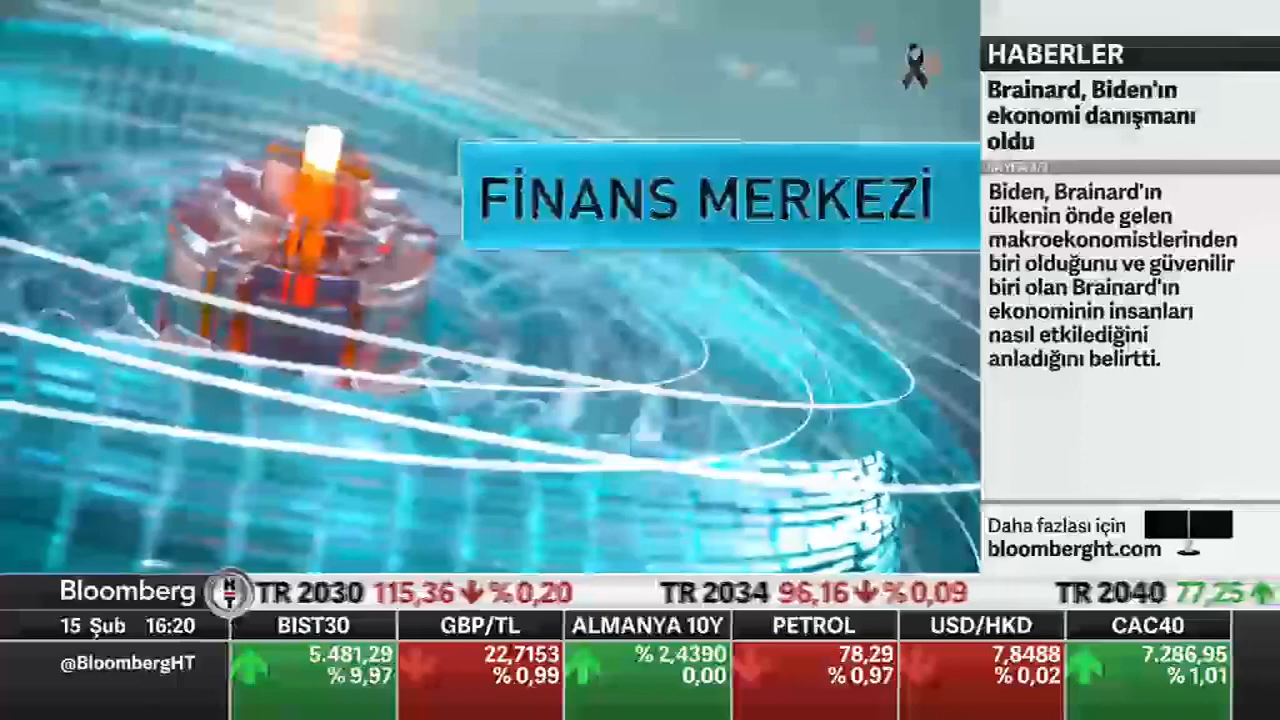 HABERLER
Brainard, Biden'ın
ekonomi danışmanı
oldu
FİNANS MERKEZİ
Biden, Brainard'ın
ülkenin önde gelen
makroekonomistlerinden
biri olduğunu ve güvenilir
biri olan Brainard'ın
ekonominin insanları
nasıl etkilediğini
anladığını belirtti.
Daha fazlası için
bloomberght.com
Bloomberg HT TR 2030 115,36 %0,20 TR 2034 96,16 %0,09 TR 2040 77,25
15 Şub 16:20 BIST30 GBP/TL ALMANYA 10Y PETROL USD/HKD CAC40
@BloombergHT
5.481,29 22,7153 % 2,4390 78,29 7,8488 7.286,95
% 9,97 % 0,99 0,00 % 0,97 % 0,02 % 1,01